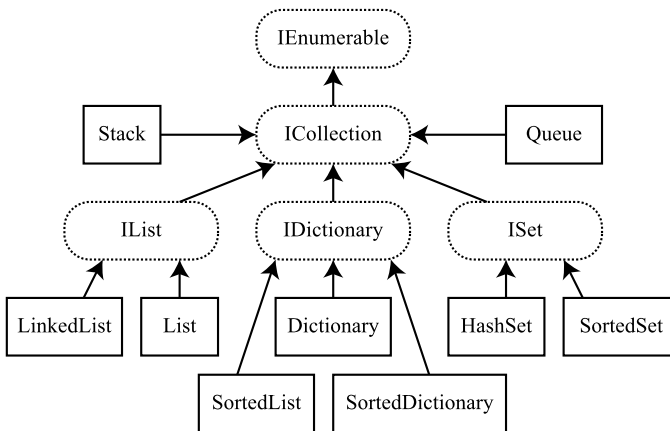 IEnumerable
Stack
ICollection
Queue
IList
IDictionary
ISet
LinkedList
List
Dictionary
HashSet
SortedSet
SortedList
SortedDictionary